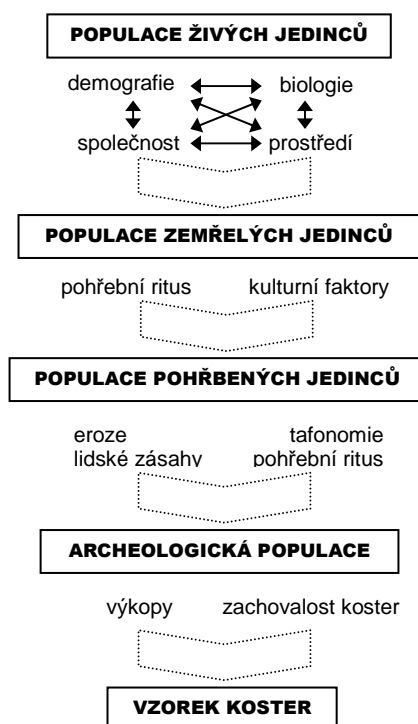 POPULACE ŽIVÝCH JEDINCŮ
demografie biologie
společnost prostředí
POPULACE ZEMŘELÝCH JEDINCŮ
pohřební ritus kulturní faktory
POPULACE POHŘBENÝCH JEDINCŮ
eroze tafonomie
lidské zásahy pohřební ritus
ARCHEOLOGICKÁ POPULACE
výkopy zachovalost koster
VZOREK KOSTER